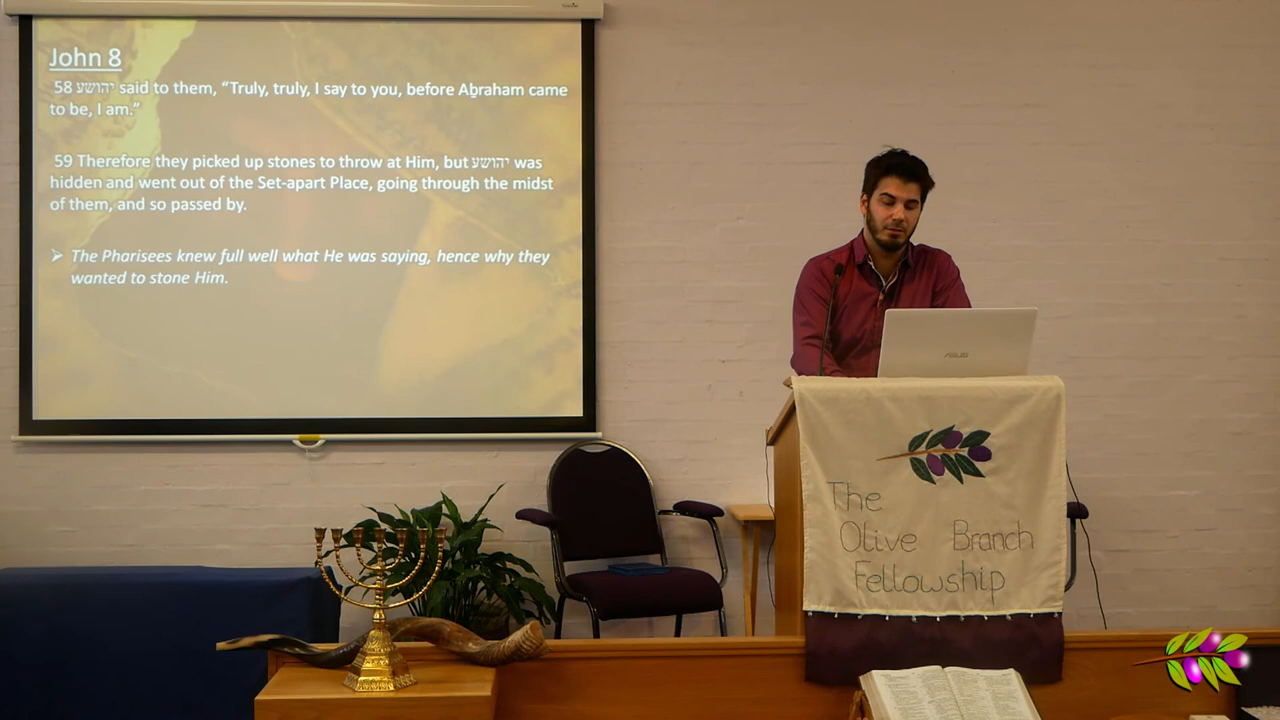 John 8
58 יהושע said to them, “Truly, truly, I say to you, before Aḇraham came
to be, I am.”
59 Therefore they picked up stones to throw at Him, but יהושע was
hidden and went out of the Set-apart Place, going through the midst
of them, and so passed by.
➢ The Pharisees knew full well what He was saying, hence why they
wanted to stone Him.
ASUS
The
Olive Branch
Fellowship